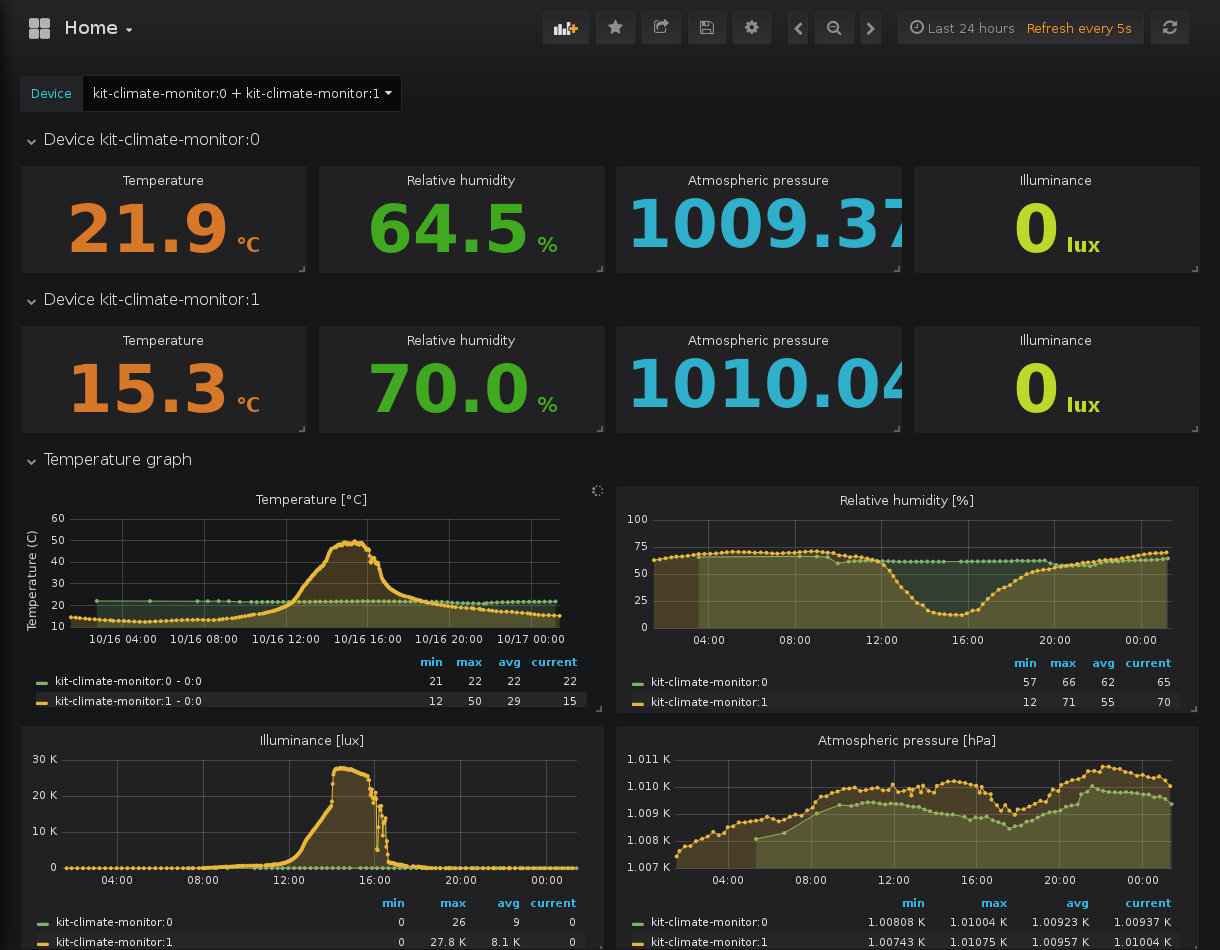 Home
Last 24 hours Refresh every 5s
Device kit-climate-monitor:0 + kit-climate-monitor:1
Device kit-climate-monitor:0
Temperature Relative humidity Atmospheric pressure Illuminance
21.9 °C 64.5 % 1009.37 0 lux
Device kit-climate-monitor:1
Temperature Relative humidity Atmospheric pressure Illuminance
15.3 °C 70.0 % 1010.04 0 lux
Temperature graph
Temperature [°C]
Temperature (C)
60
50
40
30
20
10
10/16 04:00 10/16 08:00 10/16 12:00 10/16 16:00 10/16 20:00 10/17 00:00
min max avg current
kit-climate-monitor:0 - 0:0 21 22 22 22
kit-climate-monitor:1 - 0:0 12 50 29 15
Relative humidity [%]
100
75
50
25
0
04:00 08:00 12:00 16:00 20:00 00:00
min max avg current
kit-climate-monitor:0 57 66 62 65
kit-climate-monitor:1 12 71 55 70
Illuminance [lux]
30 K
20 K
10 K
0
04:00 08:00 12:00 16:00 20:00 00:00
min max avg current
kit-climate-monitor:0 0 26 9 0
kit-climate-monitor:1 0 27.8 K 8.1 K 0
Atmospheric pressure [hPa]
1.011 K
1.010 K
1.009 K
1.008 K
1.007 K
04:00 08:00 12:00 16:00 20:00 00:00
min max avg current
kit-climate-monitor:0 1.00808 K 1.01004 K 1.00923 K 1.00937 K
kit-climate-monitor:1 1.00743 K 1.01075 K 1.00957 K 1.01004 K